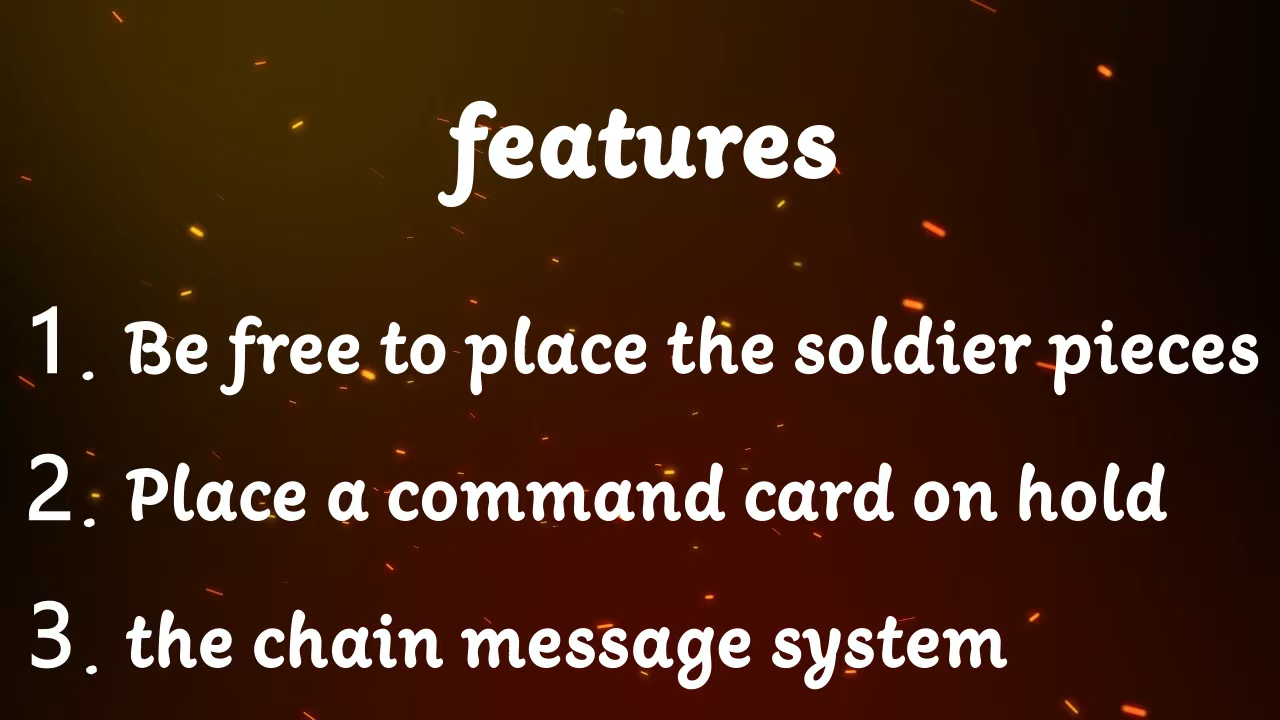 features
1. Be free to place the soldier pieces
2. Place a command card on hold
3. the chain message system